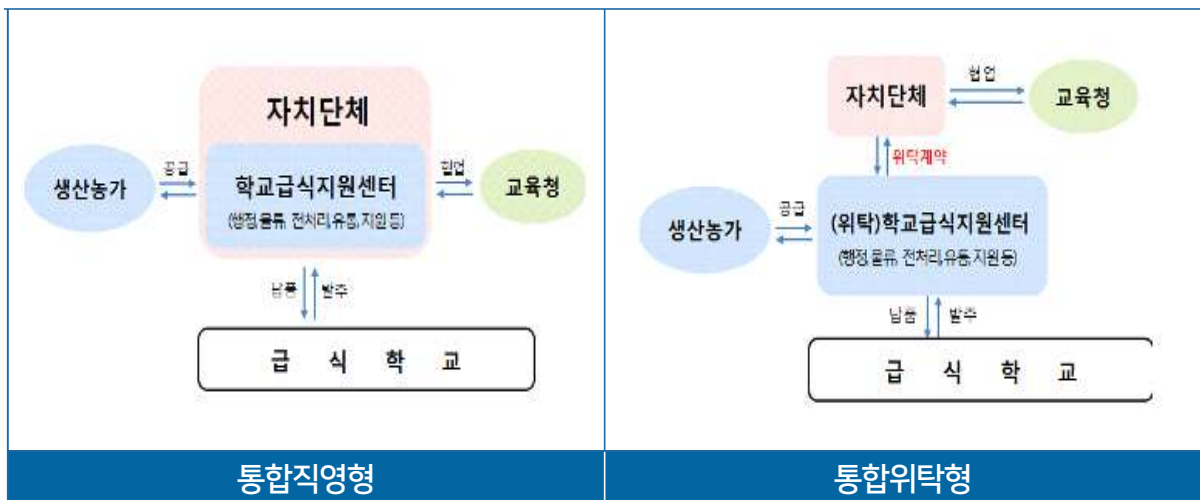 자치단체
생산농가
공급
학교급식지원센터
(행정,물류, 전처리,유통,지원 등)
협업
교육청
납품
발주
급 식 학 교
통합직영형
자치단체
협업
교육청
위탁계약
생산농가
공급
(위탁)학교급식지원센터
(행정,물류, 전처리,유통,지원 등)
납품
발주
급 식 학 교
통합위탁형